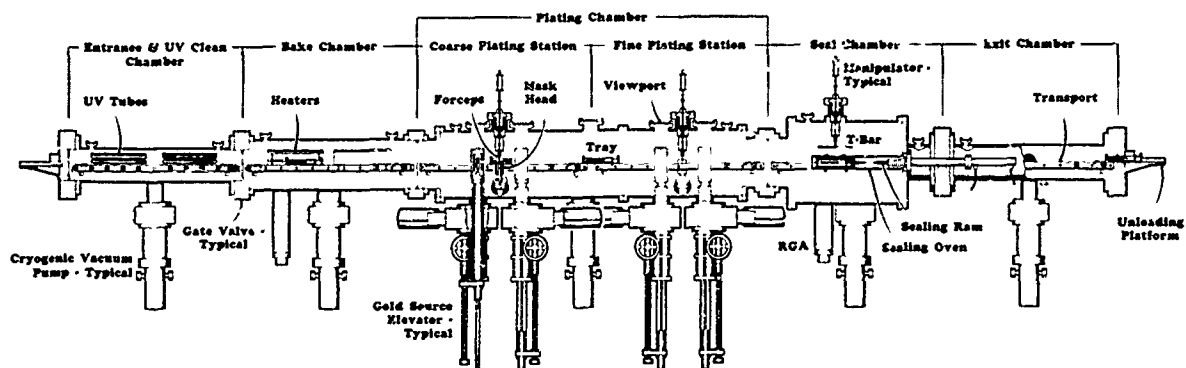 Plating Chamber
Entrance & UV Clean
Chamber
Bake Chamber
Coarse Plating Station
Fine Plating Station
Seal Chamber
Exit Chamber
UV Tubes
Heaters
Forceps
Mask
Head
Viewport
Manipulator -
Typical
Transport
T-Bar
Tray
Gate Valve -
Typical
Cryogenic Vacuum
Pump - Typical
Gold Source
Elevator -
Typical
RGA
Sealing Ram
Sealing Oven
Unloading
Platform